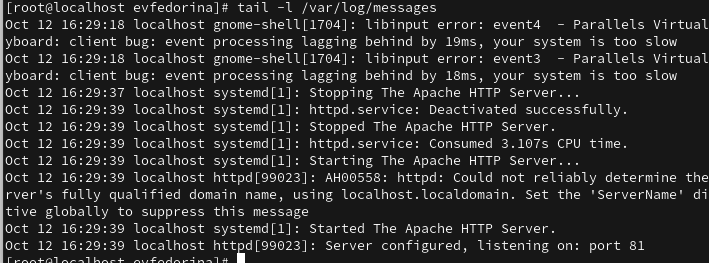 [root@localhost evfedorina]# tail -l /var/log/messages
Oct 12 16:29:18 localhost gnome-shell[1704]: libinput error: event4  - Parallels Virtual
yboard: client bug: event processing lagging behind by 19ms, your system is too slow
Oct 12 16:29:18 localhost gnome-shell[1704]: libinput error: event3  - Parallels Virtual
yboard: client bug: event processing lagging behind by 18ms, your system is too slow
Oct 12 16:29:37 localhost systemd[1]: Stopping The Apache HTTP Server...
Oct 12 16:29:39 localhost systemd[1]: httpd.service: Deactivated successfully.
Oct 12 16:29:39 localhost systemd[1]: Stopped The Apache HTTP Server.
Oct 12 16:29:39 localhost systemd[1]: httpd.service: Consumed 3.107s CPU time.
Oct 12 16:29:39 localhost systemd[1]: Starting The Apache HTTP Server...
Oct 12 16:29:39 localhost httpd[99023]: AH00558: httpd: Could not reliably determine the
rver's fully qualified domain name, using localhost.localdomain. Set the 'ServerName' di
tive globally to suppress this message
Oct 12 16:29:39 localhost systemd[1]: Started The Apache HTTP Server.
Oct 12 16:29:39 localhost httpd[99023]: Server configured, listening on: port 81
[root@localhost evfedorina]#